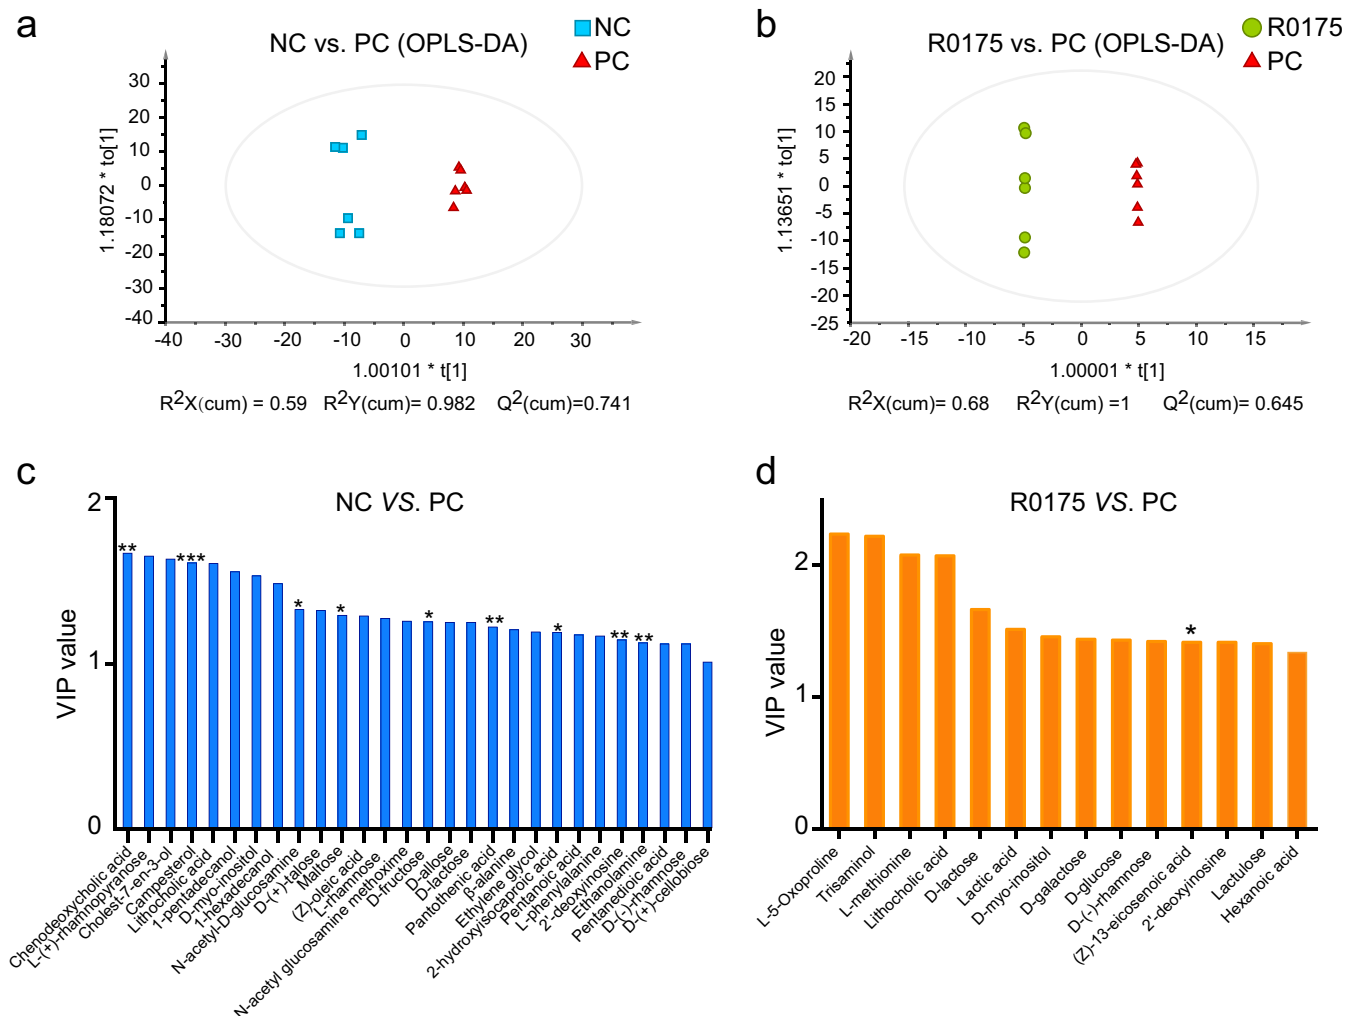 a
NC vs. PC (OPLS-DA)
NC
PC
1.18072 * to[1]
30
20
10
0
-10
-20
-30
-40
-40
-30
-20
-10
0
10
20
30
1.00101 * t[1]
R2X(cum) = 0.59 R2Y(cum)= 0.982 Q2(cum)=0.741
b
R0175 vs. PC (OPLS-DA)
R0175
PC
1.13651 * to[1]
20
15
10
5
0
-5
-10
-15
-20
-25
-20
-15
-10
-5
0
5
10
15
1.00001 * t[1]
R2X(cum)= 0.68 R2Y(cum) =1 Q2(cum)=0.645
c
NC VS. PC
VIP value
2
1
0
**
***
*
*
*
**
*
**
**
Chenodeoxycholic acid
L-(+)-rhamnopyranose
Cholest-7-en-3-ol
Campesterol
Lithocholic acid
1-pentadecanol
D-myo-inositol
1-hexadecanol
N-acetyl-D-glucosamine
D-(+)-talose
Maltose
(Z)-oleic acid
L-rhamnose
N-acetyl glucosamine methoxime
D-fructose
D-allose
D-lactose
Pantothenic acid
β-alanine
Ethylene glycol
2-hydroxyisocaproic acid
Pentanoic acid
L-phenylalanine
2'-deoxyinosine
Ethanolamine
Pentanedioic acid
D-(-)-rhamnose
D-(+)-cellobiose
d
R0175 VS. PC
VIP value
2
1
0
*
L-5-Oxoproline
Trisaminol
L-methionine
Lithocholic acid
D-lactose
Lactic acid
D-myo-inositol
D-galactose
D-glucose
D-(-)-rhamnose
(Z)-13-eicosenoic acid
2'-deoxyinosine
Lactulose
Hexanoic acid